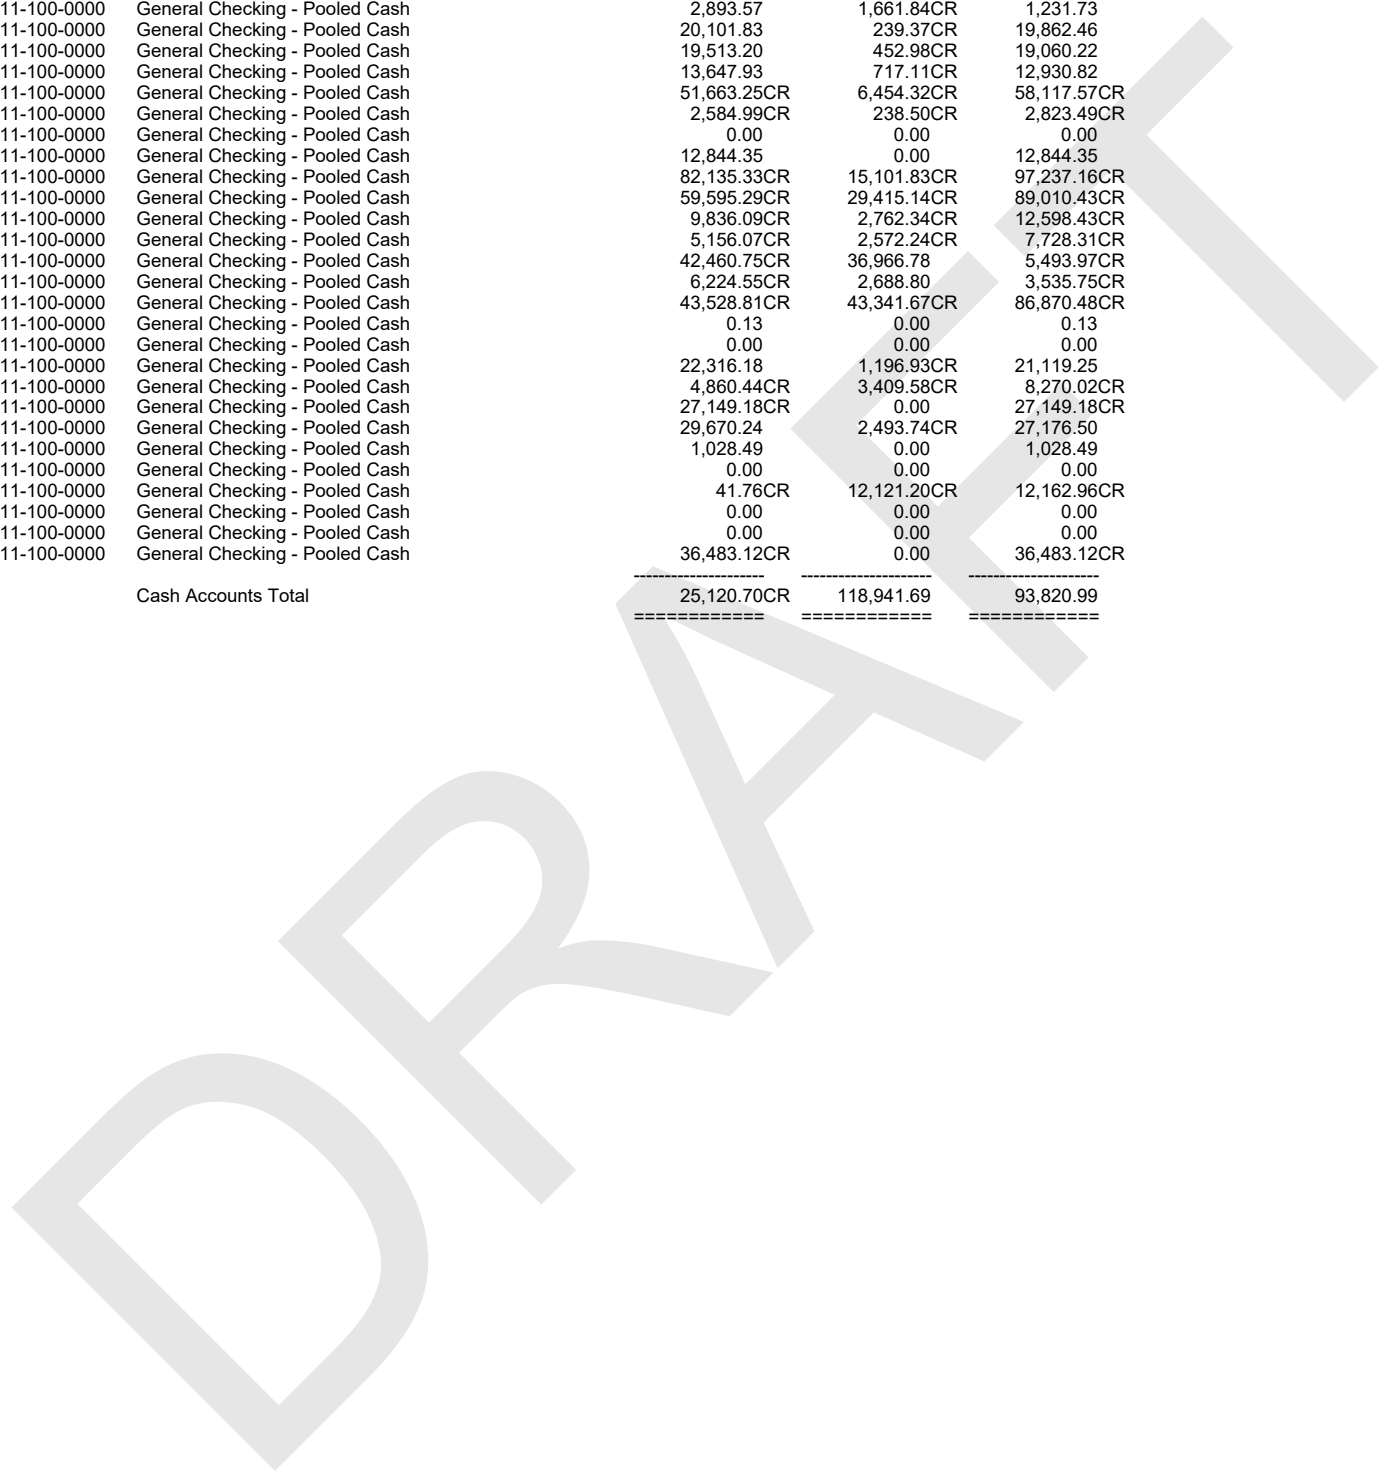 11-100-0000 General Checking - Pooled Cash 2,893.57 1,661.84CR 1,231.73
11-100-0000 General Checking - Pooled Cash 20,101.83 239.37CR 19,862.46
11-100-0000 General Checking - Pooled Cash 19,513.20 452.98CR 19,060.22
11-100-0000 General Checking - Pooled Cash 13,647.93 717.11CR 12,930.82
11-100-0000 General Checking - Pooled Cash 51,663.25CR 6,454.32CR 58,117.57CR
11-100-0000 General Checking - Pooled Cash 2,584.99CR 238.50CR 2,823.49CR
11-100-0000 General Checking - Pooled Cash 0.00 0.00 0.00
11-100-0000 General Checking - Pooled Cash 12,844.35 0.00 12,844.35
11-100-0000 General Checking - Pooled Cash 82,135.33CR 15,101.83CR 97,237.16CR
11-100-0000 General Checking - Pooled Cash 59,595.29CR 29,415.14CR 89,010.43CR
11-100-0000 General Checking - Pooled Cash 9,836.09CR 2,762.34CR 12,598.43CR
11-100-0000 General Checking - Pooled Cash 5,156.07CR 2,572.24CR 7,728.31CR
11-100-0000 General Checking - Pooled Cash 42,460.75CR 36,966.78 5,493.97CR
11-100-0000 General Checking - Pooled Cash 6,224.55CR 2,688.80 3,535.75CR
11-100-0000 General Checking - Pooled Cash 43,528.81CR 43,341.67CR 86,870.48CR
11-100-0000 General Checking - Pooled Cash 0.13 0.00 0.13
11-100-0000 General Checking - Pooled Cash 0.00 0.00 0.00
11-100-0000 General Checking - Pooled Cash 22,316.18 1,196.93CR 21,119.25
11-100-0000 General Checking - Pooled Cash 4,860.44CR 3,409.58CR 8,270.02CR
11-100-0000 General Checking - Pooled Cash 27,149.18CR 0.00 27,149.18CR
11-100-0000 General Checking - Pooled Cash 29,670.24 2,493.74CR 27,176.50
11-100-0000 General Checking - Pooled Cash 1,028.49 0.00 1,028.49
11-100-0000 General Checking - Pooled Cash 0.00 0.00 0.00
11-100-0000 General Checking - Pooled Cash 41.76CR 12,121.20CR 12,162.96CR
11-100-0000 General Checking - Pooled Cash 0.00 0.00 0.00
11-100-0000 General Checking - Pooled Cash 0.00 0.00 0.00
11-100-0000 General Checking - Pooled Cash 36,483.12CR 0.00 36,483.12CR
--------------------- --------------------- ---------------------
Cash Accounts Total 25,120.70CR 118,941.69 93,820.99
============ ============ ============
DRAFT